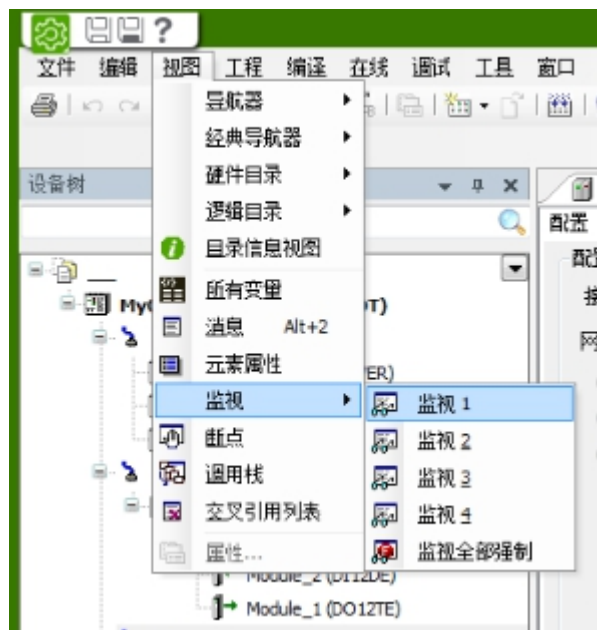 ?
文件 编辑 视图 工程 编译 在线 调试 工具 窗口
设备树
导航器
经典导航器
硬件目录
逻辑目录
目录信息视图
所有变量
消息 Alt+2
元素属性
监视
断点
调用栈
交叉引用列表
属性...
监视 1
监视 2
监视 3
监视 4
监视全部强制
配置
Module_2 (DI12DE)
Module_1 (DO12TE)